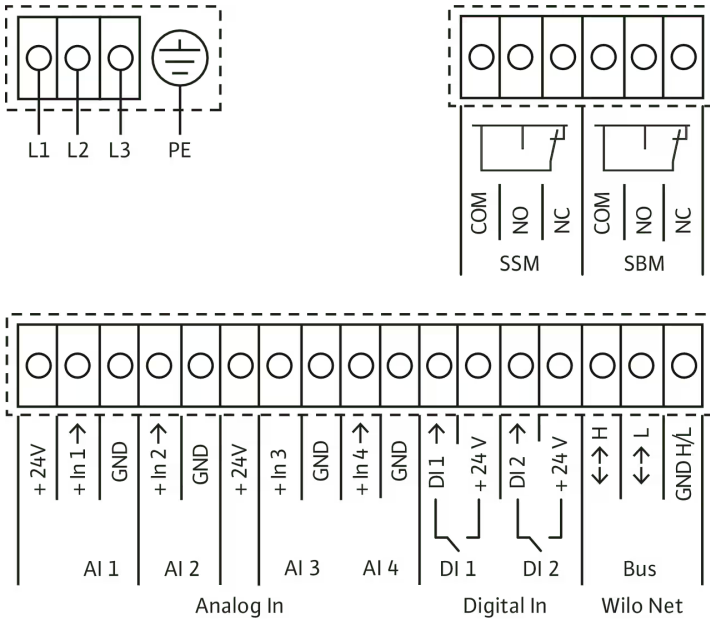 L1 L2 L3 PE
COM NO NC COM NO NC
SSM SBM
+ 24V + In 1 → GND + In 2 → GND + 24V + In 3 GND + In 4 → GND DI 1 → + 24 V DI 2 → + 24 V ←-→ H ←-→ L GND H/L
AI 1 AI 2 AI 3 AI 4 DI 1 DI 2 Bus
Analog In Digital In Wilo Net